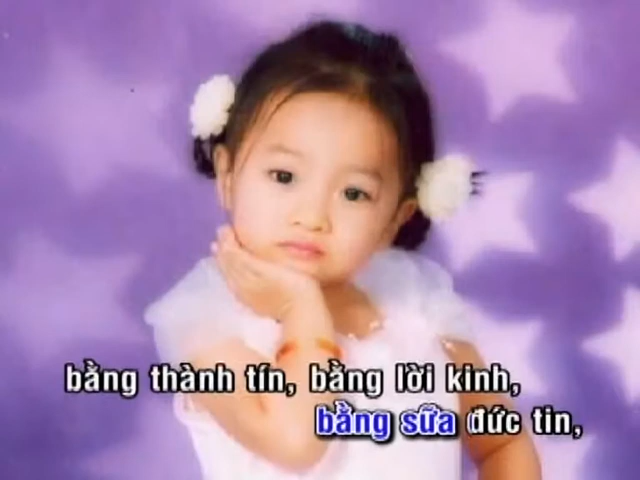 bằng thành tín, bằng lời kinh,
bằng sữa đức tin,